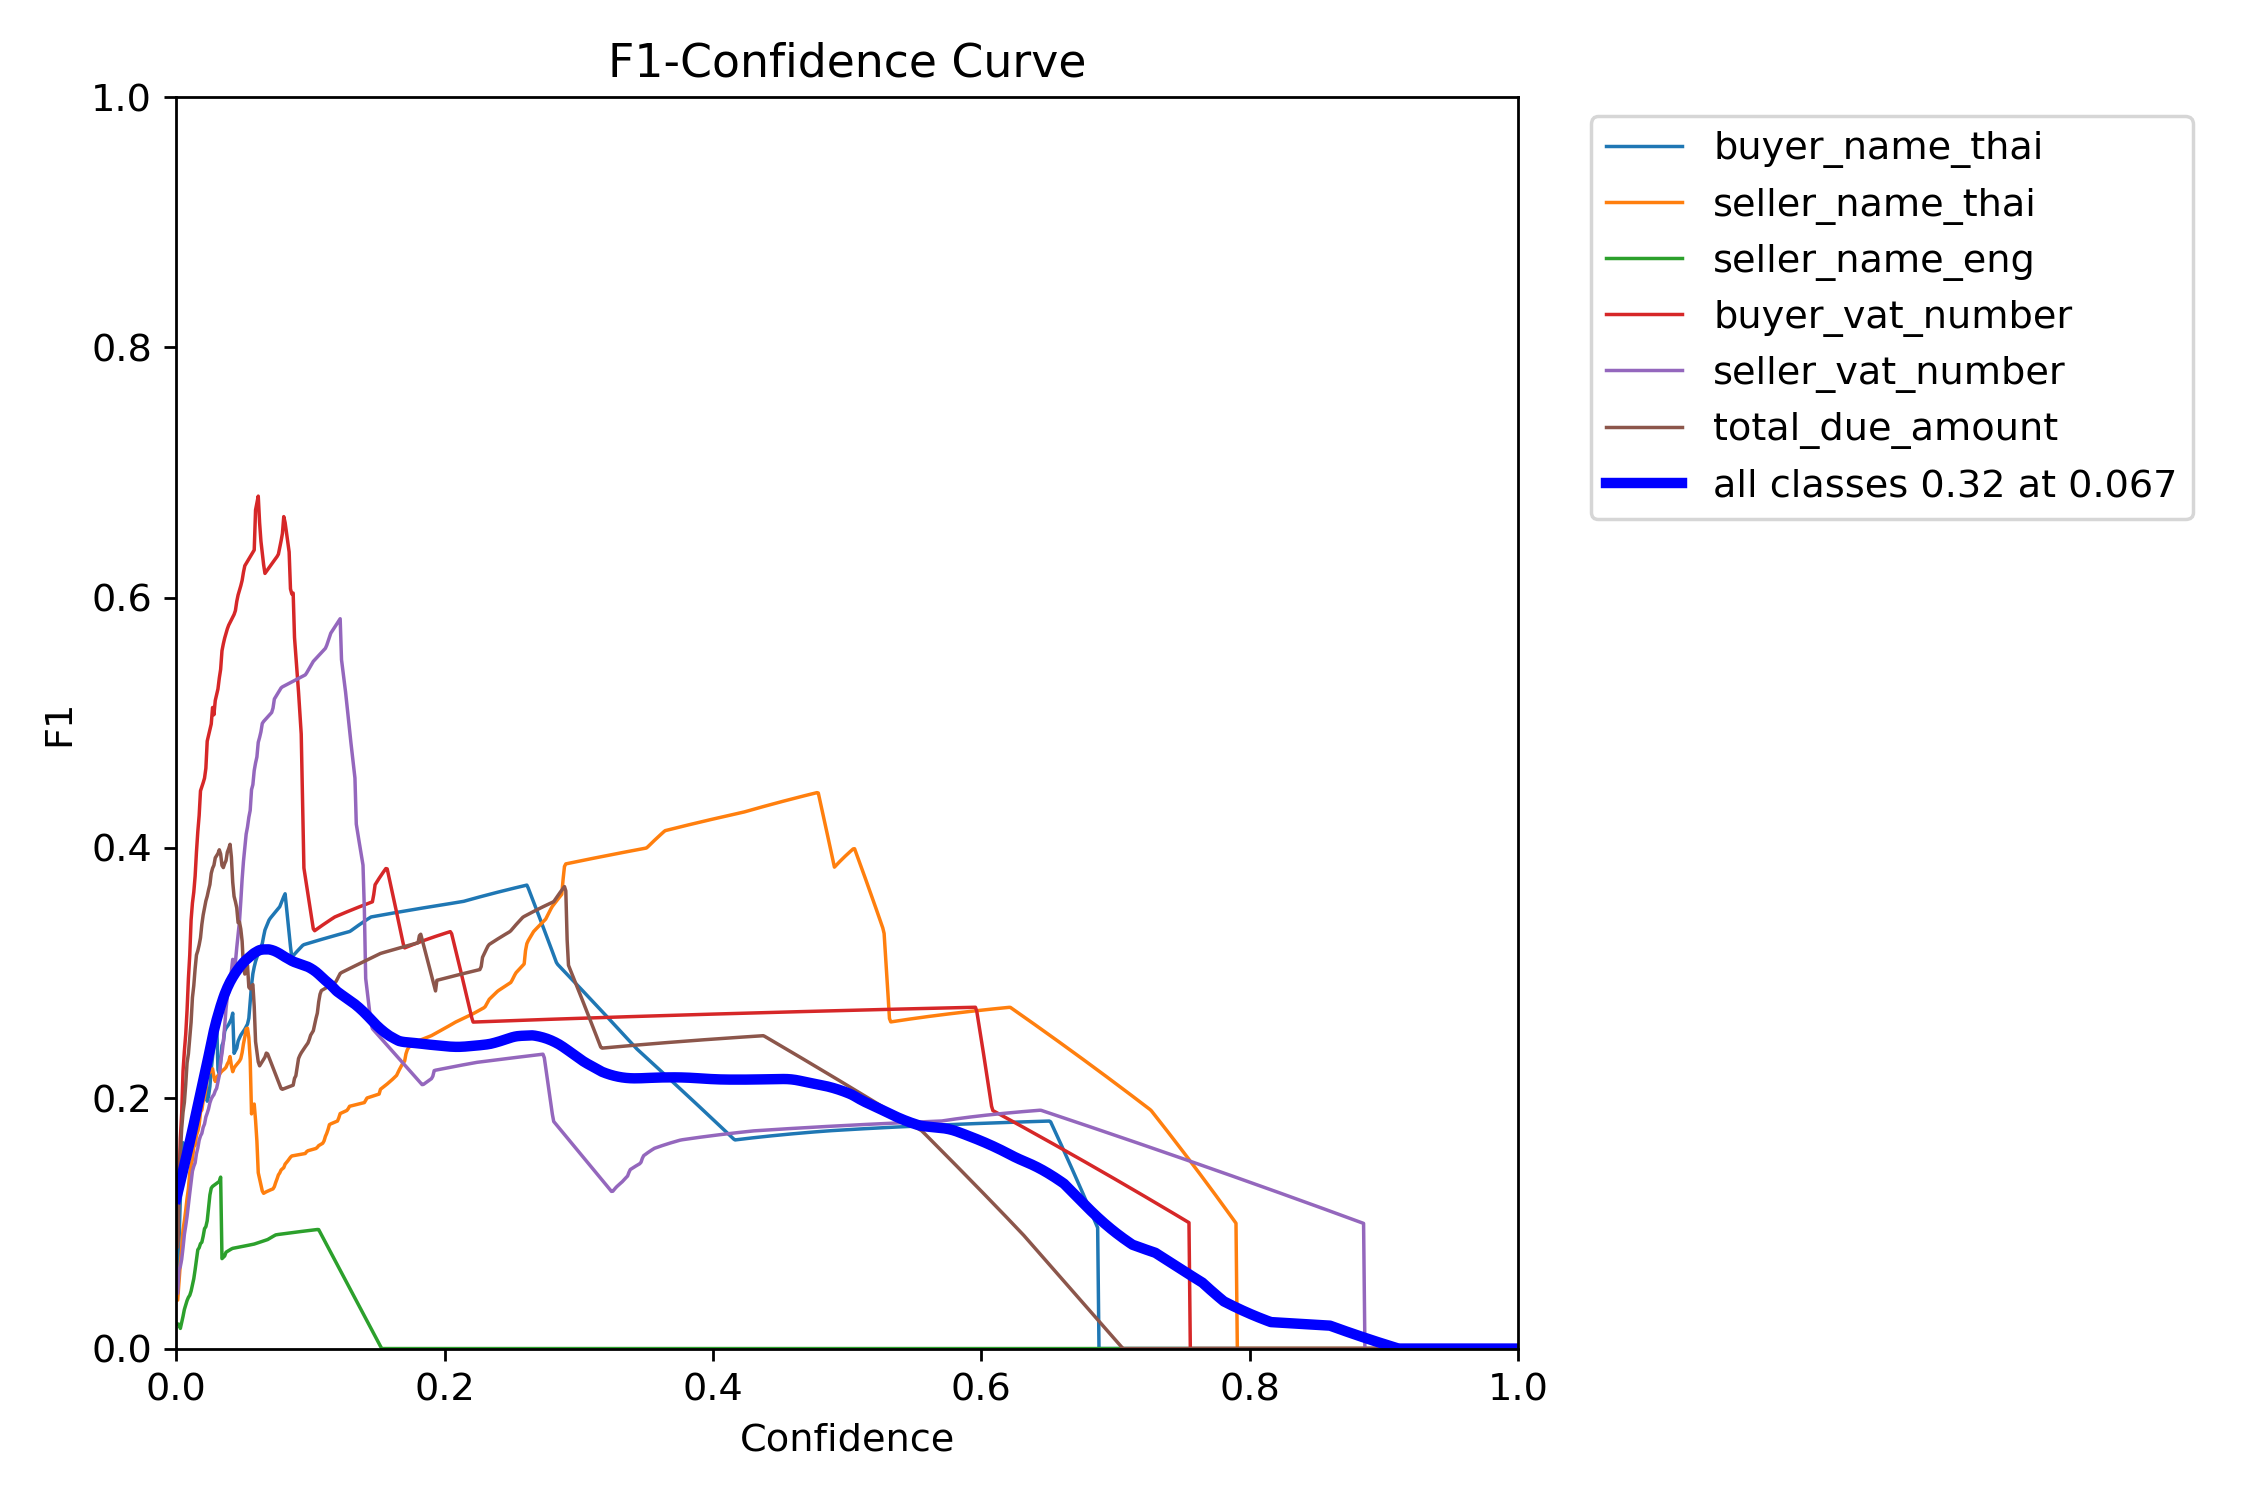 F1-Confidence Curve
1.0
0.8
0.6
0.4
0.2
0.0
F1
0.0 0.2 0.4 0.6 0.8 1.0
Confidence
buyer_name_thai
seller_name_thai
seller_name_eng
buyer_vat_number
seller_vat_number
total_due_amount
all classes 0.32 at 0.067